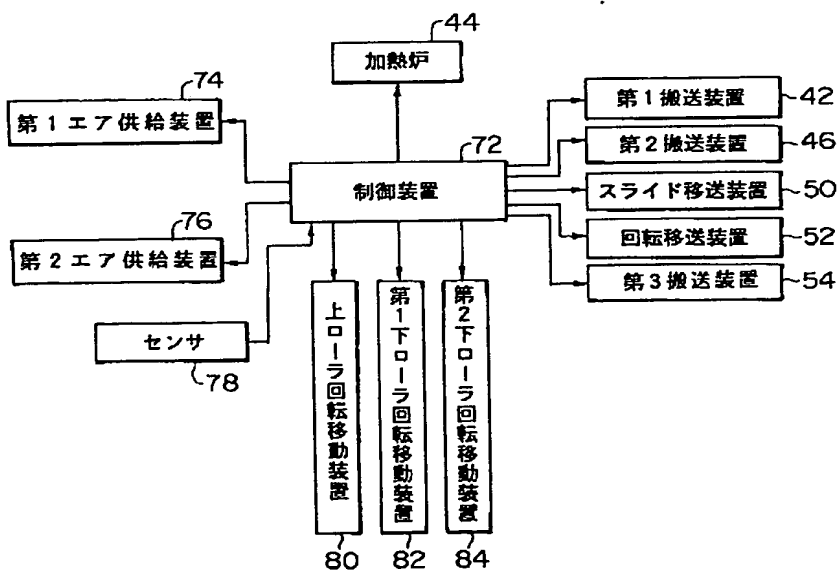 44
加熱炉
74
第1エア供給装置
第1搬送装置
42
72
制御装置
第2搬送装置
46
スライド移送装置
50
76
第2エア供給装置
回転移送装置
52
第3搬送装置
54
センサ
78
上ローラ回転移動装置
80
第1下ローラ回転移動装置
82
第2下ローラ回転移動装置
84